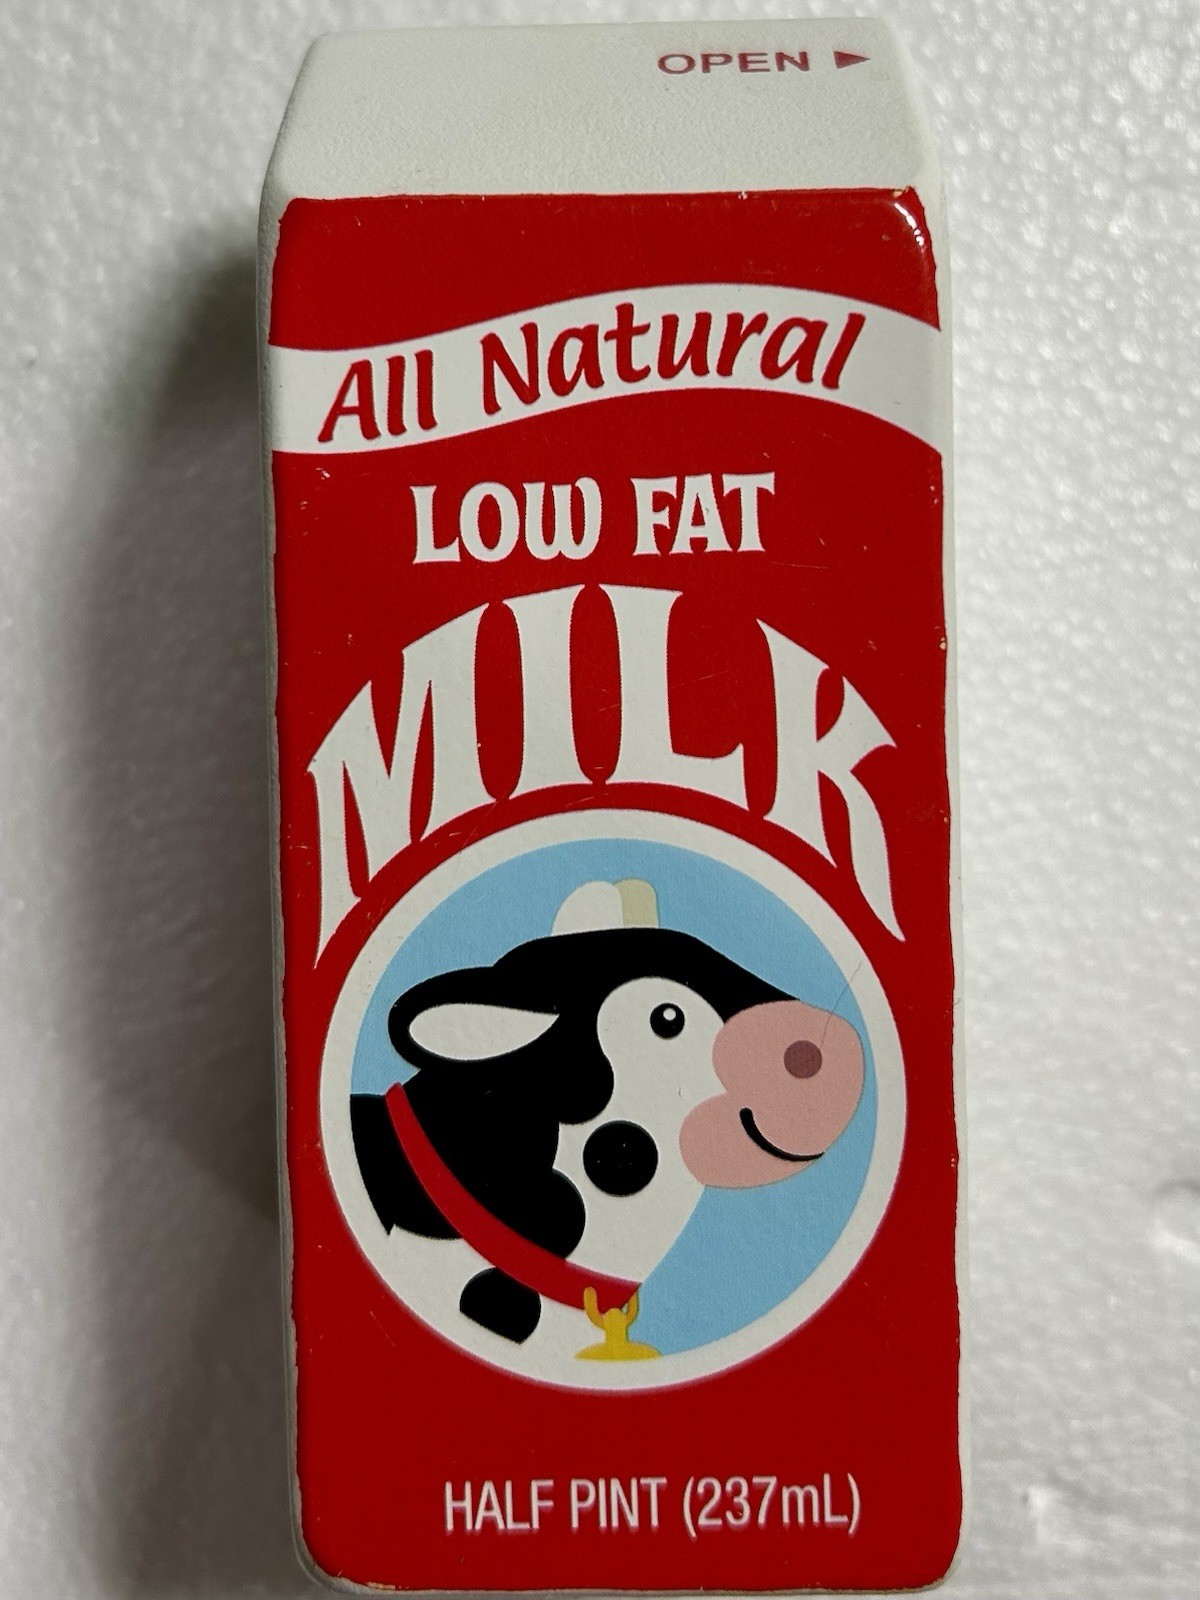 OPEN ▶
All Natural
LOW FAT
MILK
HALF PINT (237mL)